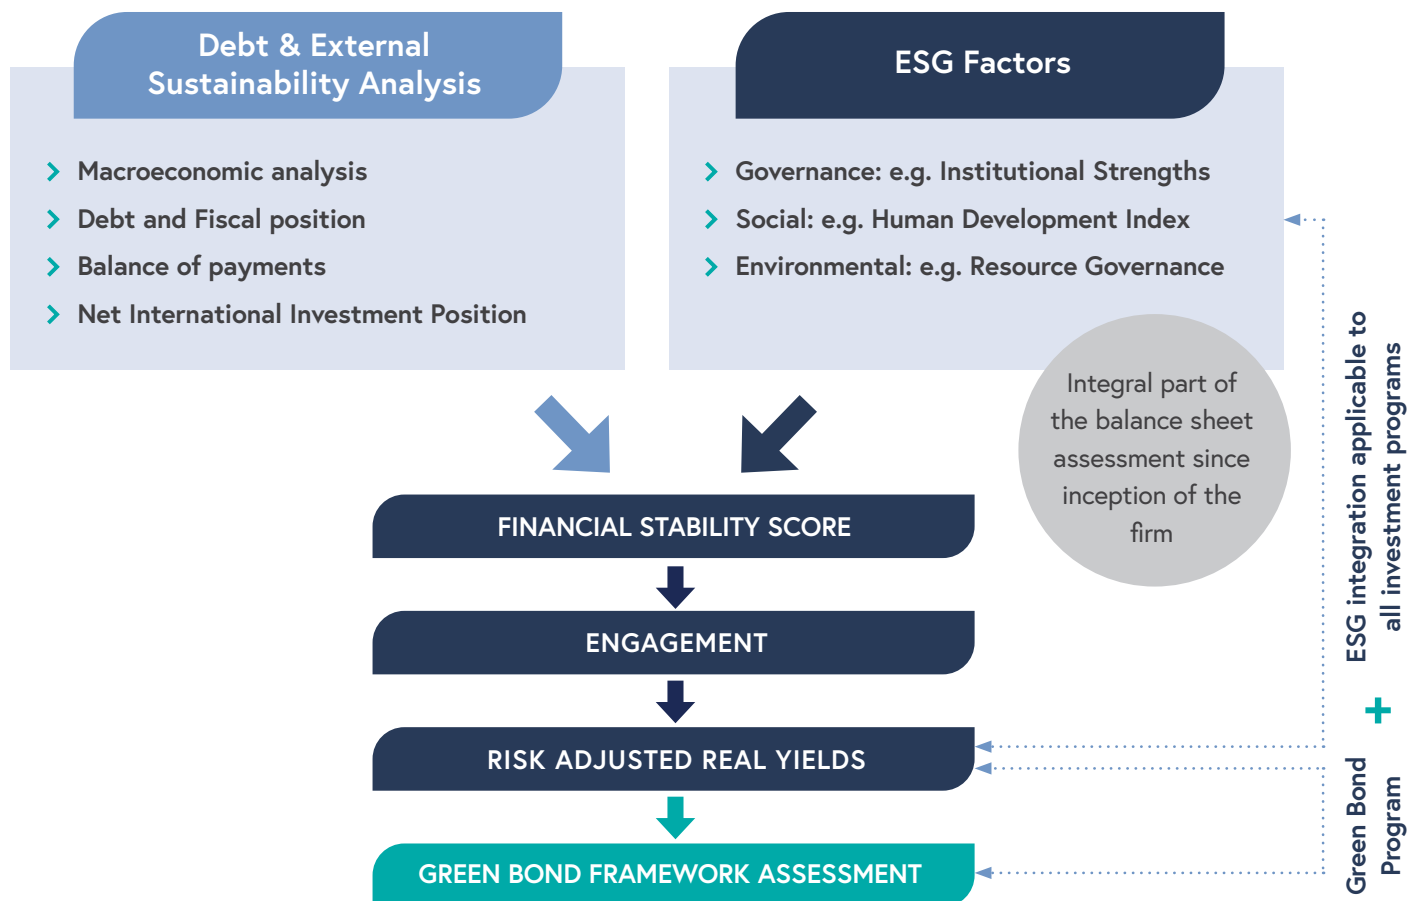 Debt & External
Sustainability Analysis
Macroeconomic analysis
Debt and Fiscal position
Balance of payments
Net International Investment Position
ESG Factors
Governance: e.g. Institutional Strengths
Social: e.g. Human Development Index
Environmental: e.g. Resource Governance
Integral part of
the balance sheet
assessment since
inception of the
firm
FINANCIAL STABILITY SCORE
ENGAGEMENT
RISK ADJUSTED REAL YIELDS
GREEN BOND FRAMEWORK ASSESSMENT
ESG integration applicable to
all investment programs
+
Green Bond
Program